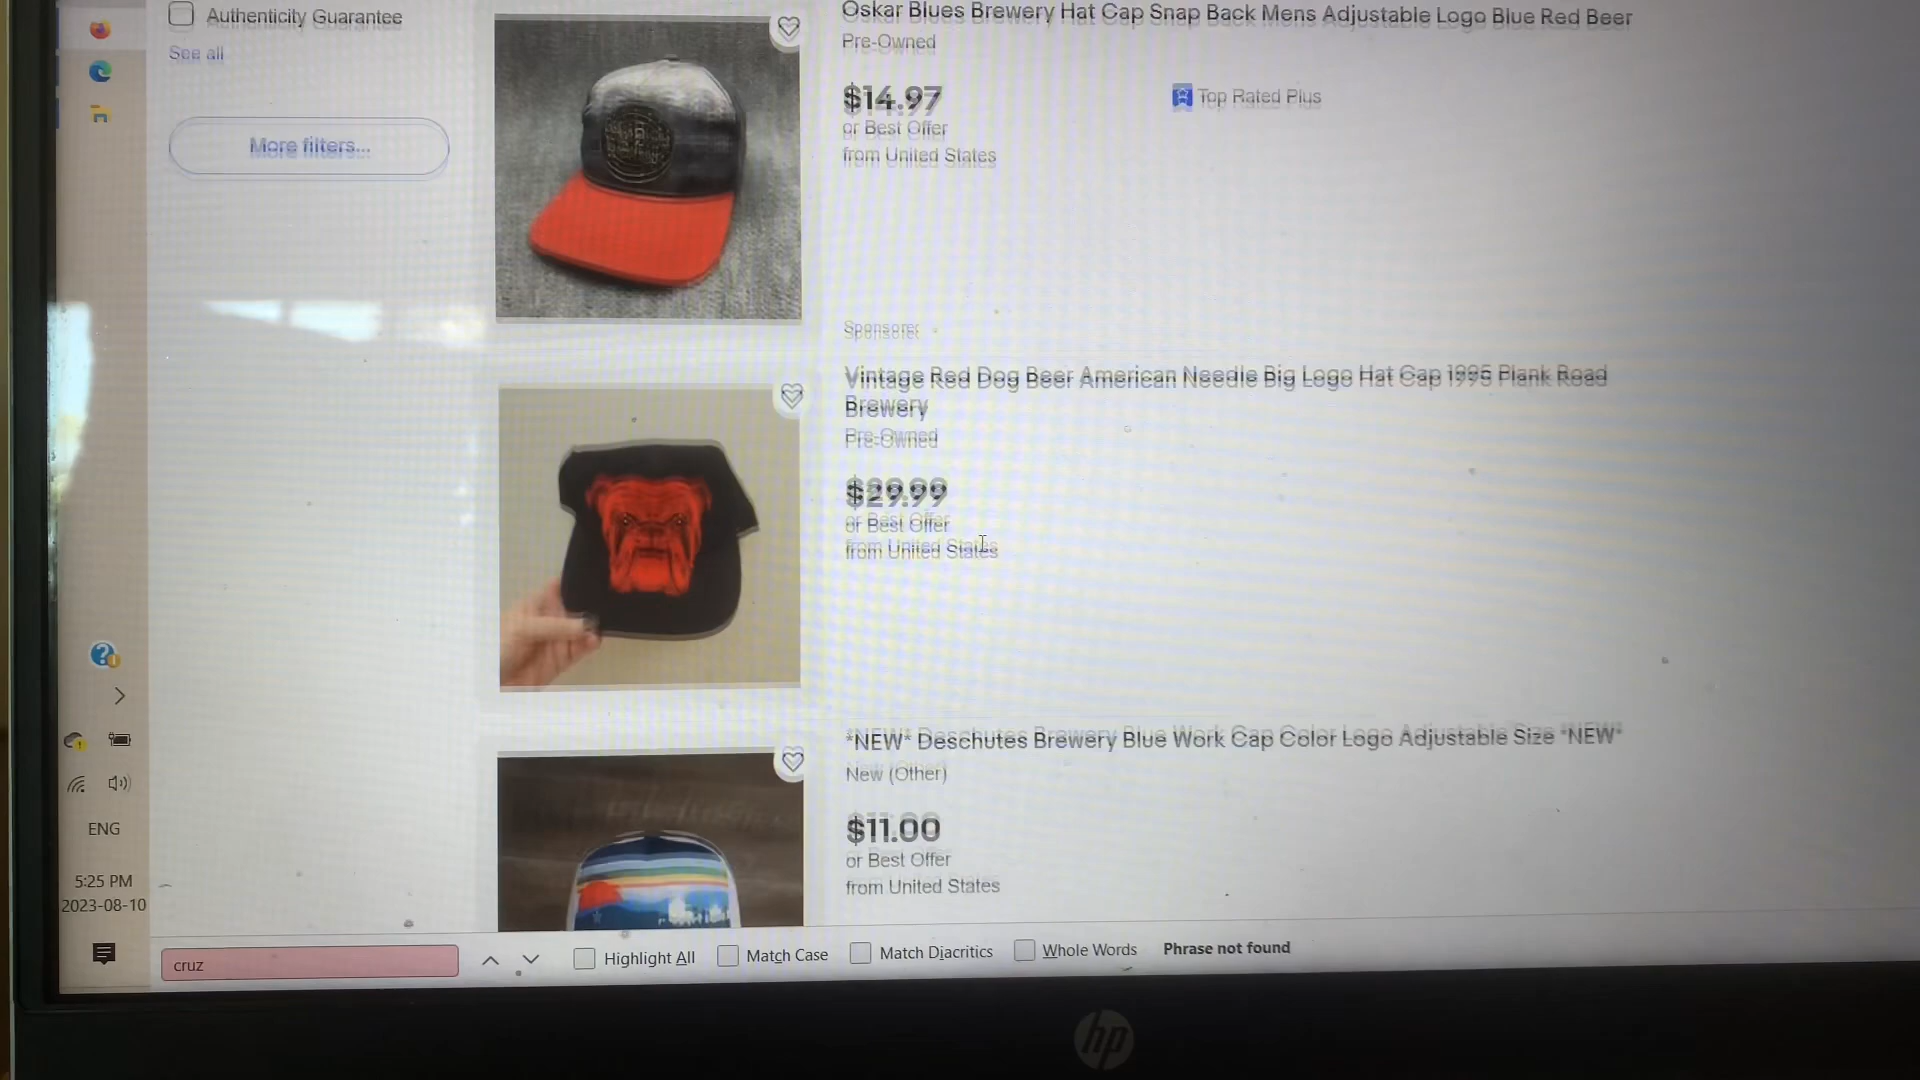 Authenticity Guarantee
See all
More filters...
Oskar Blues Brewery Hat Cap Snap Back Mens Adjustable Logo Blue Red Beer
Pre-Owned
$14.97
or Best Offer
from United States
Top Rated Plus
Sponsored
Vintage Red Dog Beer American Needle Big Logo Hat Cap 1995 Plank Road
Brewery
Pre-Owned
$29.99
or Best Offer
from United States
*NEW* Deschutes Brewery Blue Work Cap Color Logo Adjustable Size *NEW*
New (Other)
$11.00
or Best Offer
from United States
ENG
5:25 PM
2023-08-10
cruz
Highlight All
Match Case
Match Diacritics
Whole Words
Phrase not found
hp